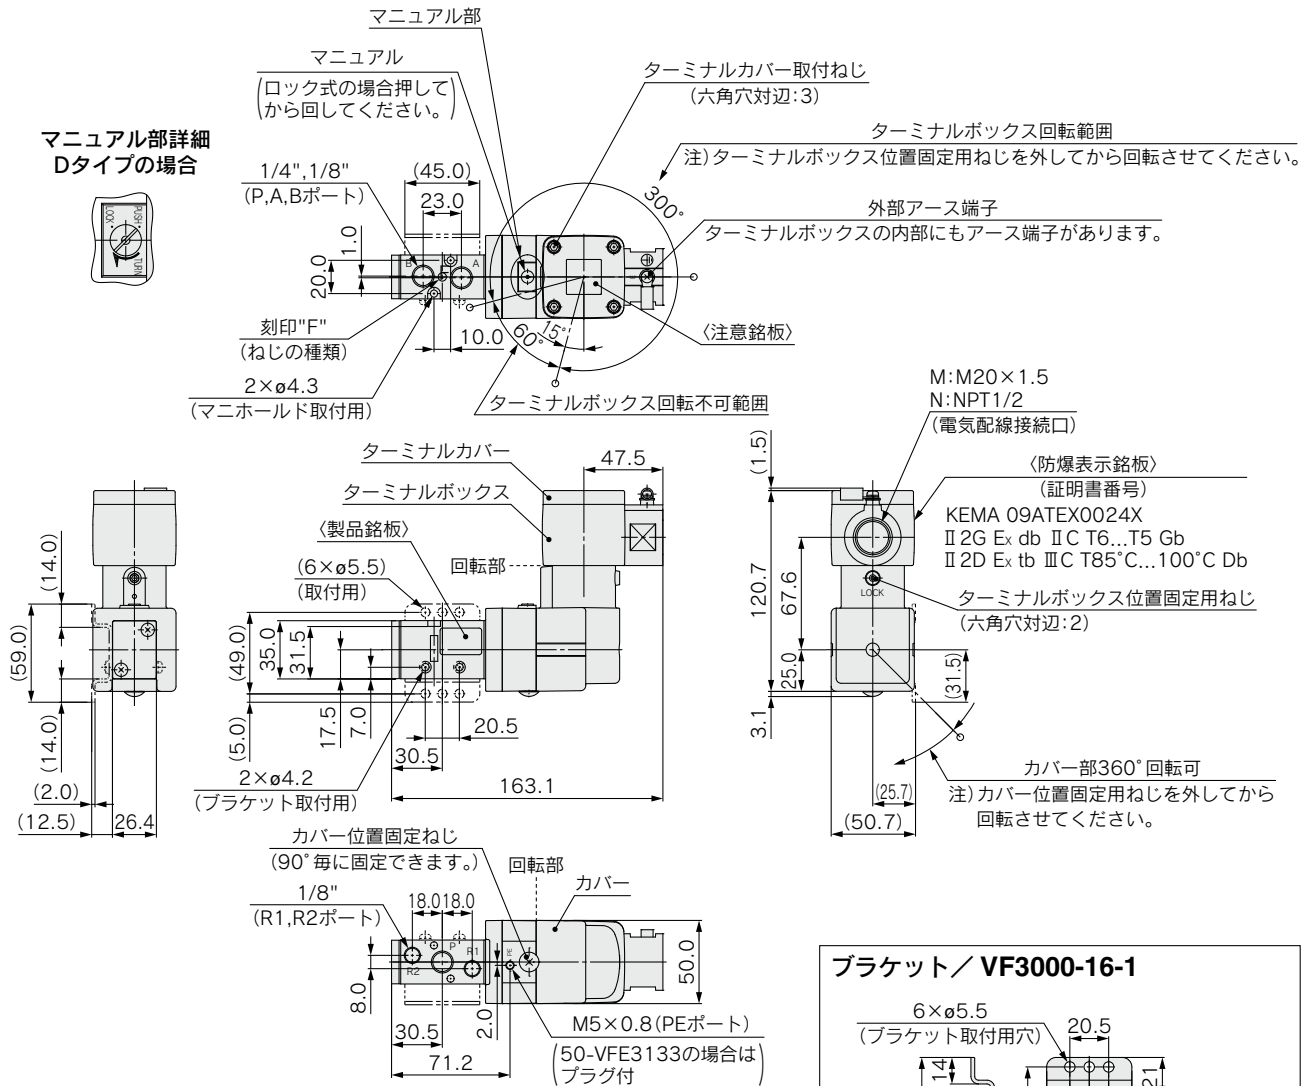 マニュアル部
マニュアル
(ロック式の場合押して
から回してください。)
マニュアル部詳細
Dタイプの場合
LOCK
PUSH
TURN
ターミナルカバー取付ねじ
(六角穴対辺:3)
ターミナルボックス回転範囲
注)ターミナルボックス位置固定用ねじを外してから回転させてください。
300°
外部アース端子
ターミナルボックスの内部にもアース端子があります。
1/4",1/8"
(P,A,Bポート)
(45.0)
23.0
1.0
20.0
B
A
刻印"F"
(ねじの種類)
10.0
60°
15°
〈注意銘板〉
2×ø4.3
(マニホールド取付用)
ターミナルボックス回転不可範囲
M:M20×1.5
N:NPT1/2
(電気配線接続口)
〈防爆表示銘板〉
(証明書番号)
KEMA 09ATEX0024X
Ⅱ 2G Ex db ⅡC T6...T5 Gb
Ⅱ 2D Ex tb ⅢC T85°C...100°C Db
ターミナルボックス位置固定用ねじ
(六角穴対辺:2)
LOCK
(1.5)
120.7
67.6
25.0
3.1
(31.5)
(25.7)
(50.7)
カバー部360°回転可
注)カバー位置固定用ねじを外してから
回転させてください。
ターミナルカバー
ターミナルボックス
〈製品銘板〉
(6×ø5.5)
(取付用)
回転部
47.5
(14.0)
(59.0)
(14.0)
(2.0)
(12.5)
26.4
(49.0)
35.0
31.5
(5.0)
17.5
7.0
20.5
30.5
163.1
2×ø4.2
(ブラケット取付用)
カバー位置固定ねじ
(90°毎に固定できます。)
回転部
カバー
1/8"
(R1,R2ポート)
18.0
18.0
P
R1
R2
PE
8.0
30.5
71.2
2.0
50.0
M5×0.8(PEポート)
(50-VFE3133の場合は
プラグ付)
ブラケット/ VF3000-16-1
6×ø5.5
(ブラケット取付用穴)
20.5
14
21